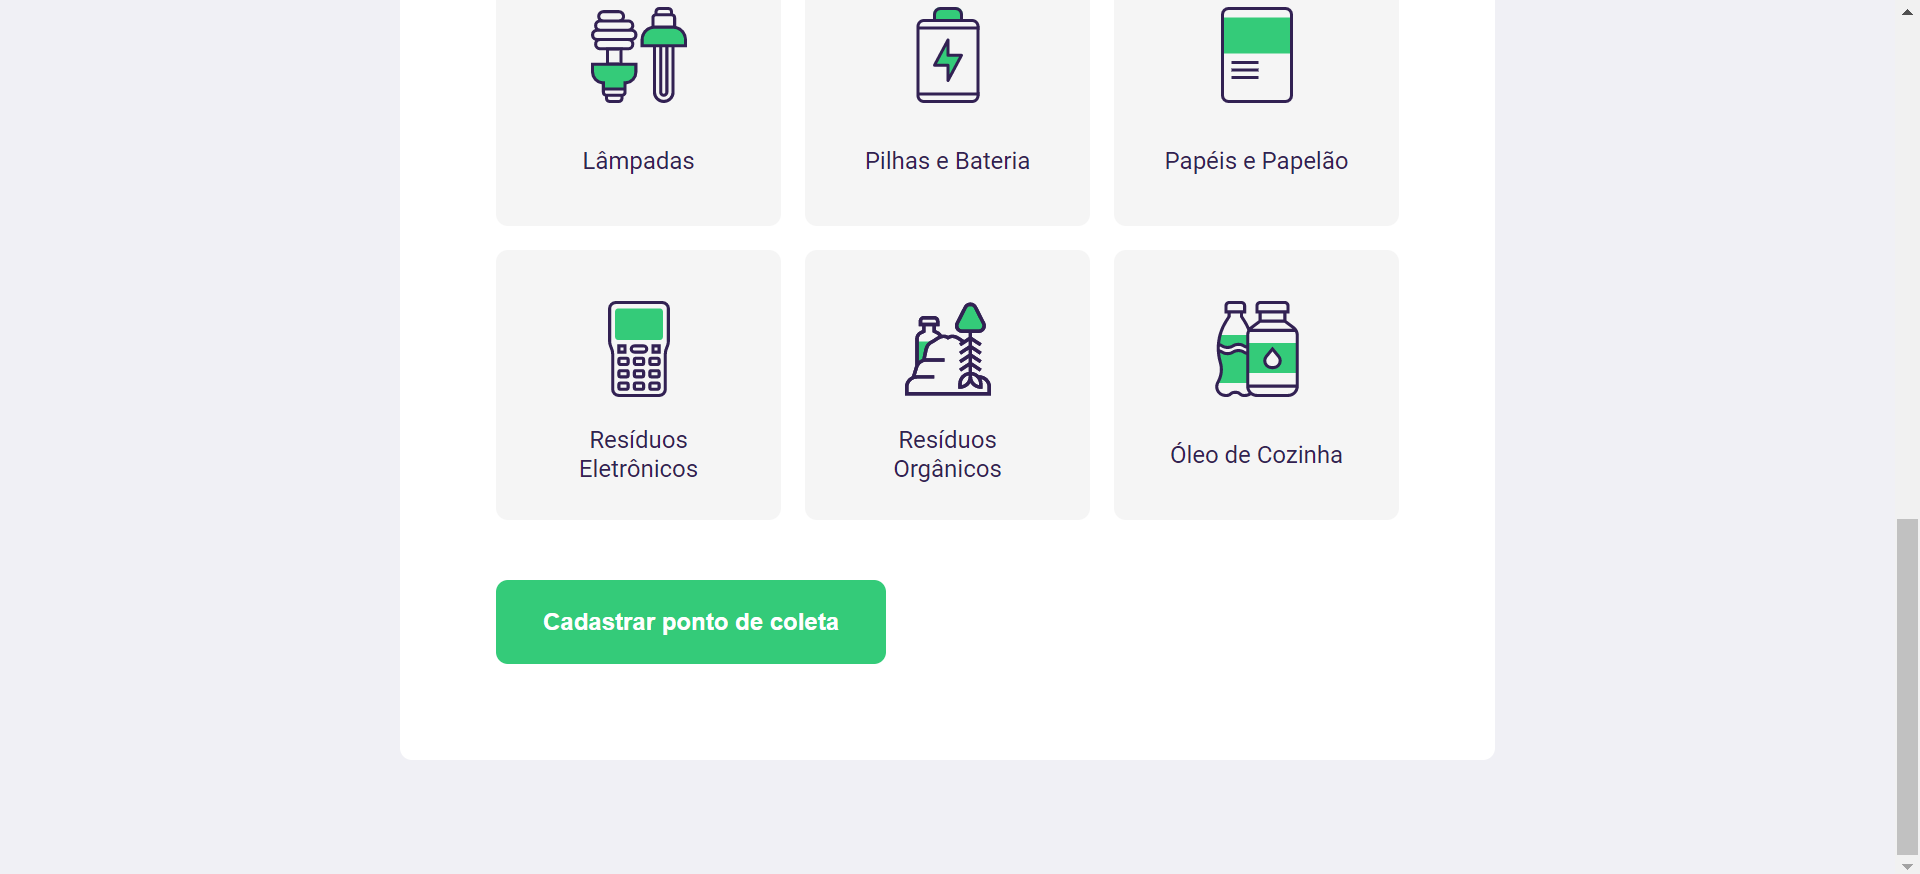 Lâmpadas
Pilhas e Bateria
Papéis e Papelão
Resíduos
Eletrônicos
Resíduos
Orgânicos
Óleo de Cozinha
Cadastrar ponto de coleta